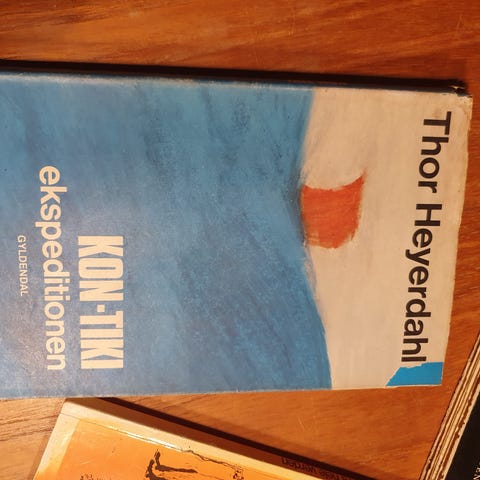 Thor Heyerdahl
KON-TIKI
ekspeditionen
GYLDENDAL